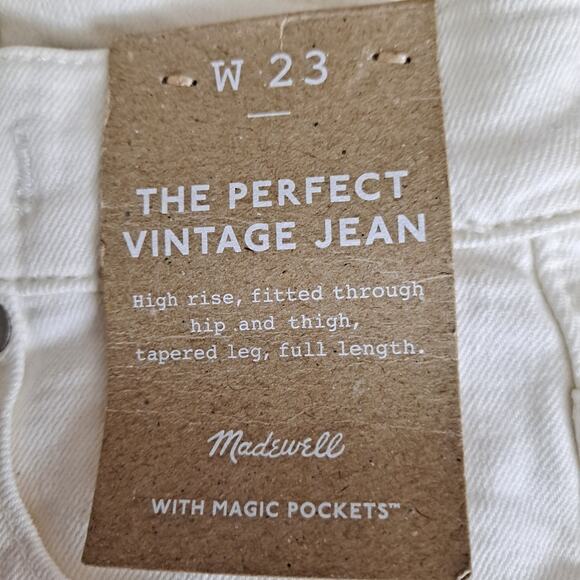 W 23
THE PERFECT
VINTAGE JEAN
High rise, fitted through
hip and thigh,
tapered leg, full length.
Madewell
WITH MAGIC POCKETS™